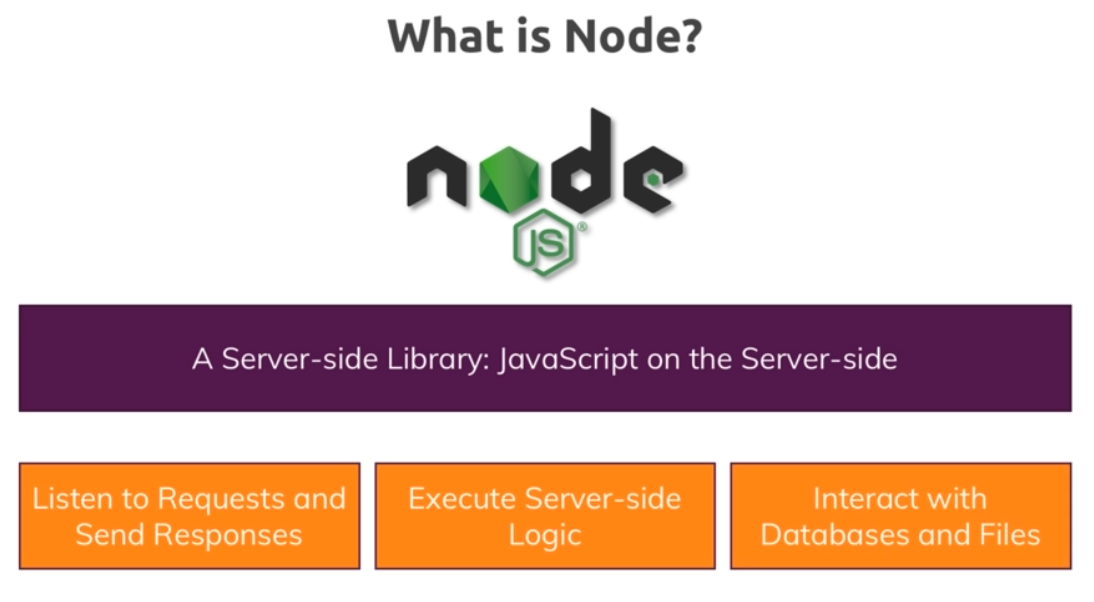 What is Node?
node
JS®
A Server-side Library: JavaScript on the Server-side
Listen to Requests and
Send Responses
Execute Server-side
Logic
Interact with
Databases and Files